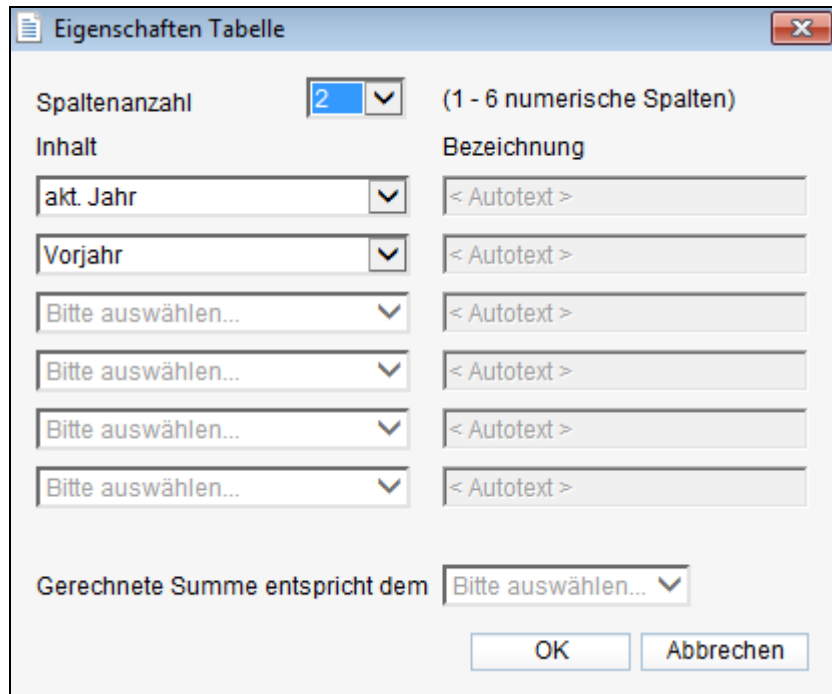 Eigenschaften Tabelle
Spaltenanzahl 2 (1 - 6 numerische Spalten)
Inhalt Bezeichnung
akt. Jahr < Autotext >
Vorjahr < Autotext >
Bitte auswählen... < Autotext >
Bitte auswählen... < Autotext >
Bitte auswählen... < Autotext >
Bitte auswählen... < Autotext >
Gerechnete Summe entspricht dem Bitte auswählen...
OK Abbrechen